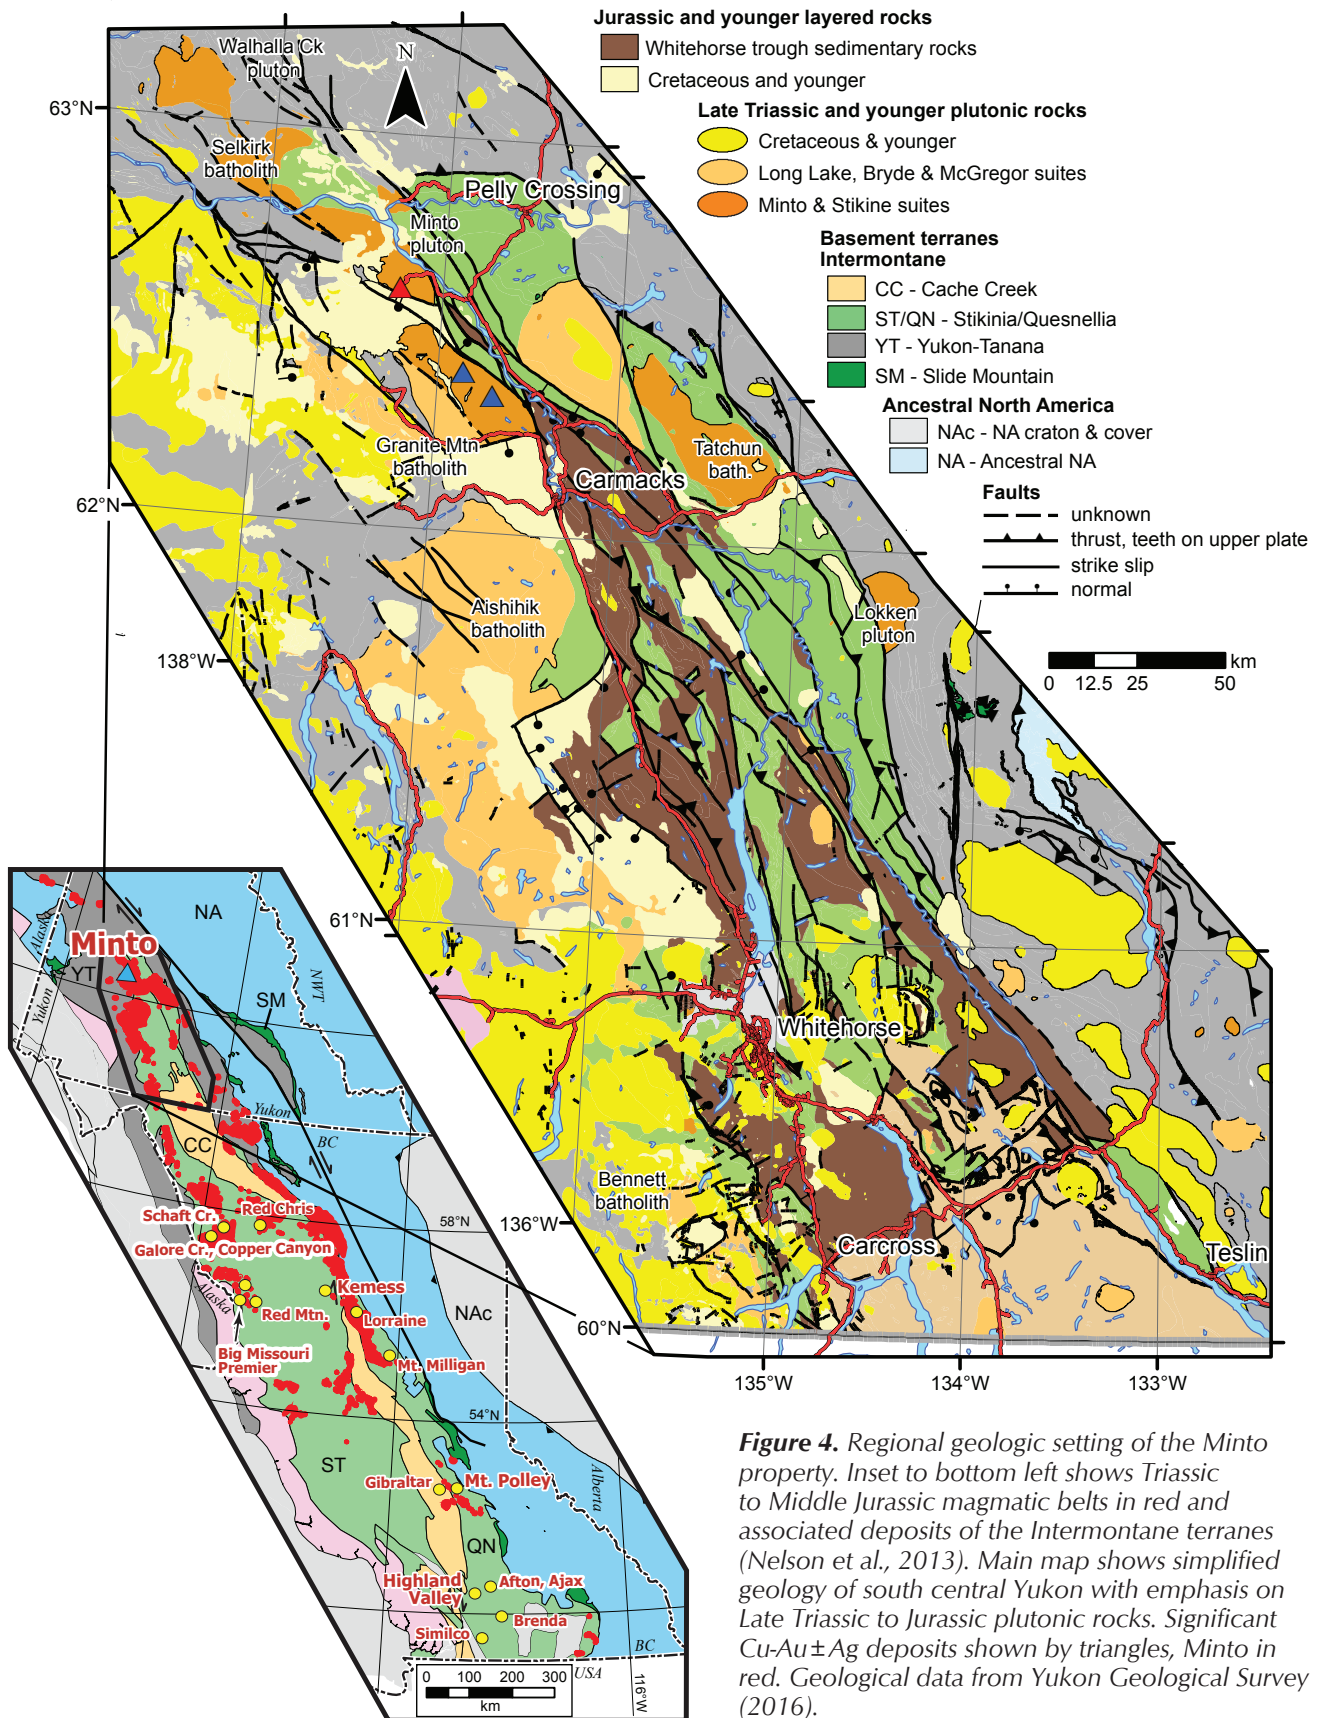 Jurassic and younger layered rocks
Whitehorse trough sedimentary rocks
Cretaceous and younger
Late Triassic and younger plutonic rocks
Cretaceous & younger
Long Lake, Bryde & McGregor suites
Minto & Stikine suites
Basement terranes
Intermontane
CC - Cache Creek
ST/QN - Stikinia/Quesnellia
YT - Yukon-Tanana
SM - Slide Mountain
Ancestral North America
NAc - NA craton & cover
NA - Ancestral NA
Faults
unknown
thrust, teeth on upper plate
strike slip
normal
km
0 12.5 25 50
N
Walhalla Ck
pluton
63°N
Selkirk
batholith
Pelly Crossing
Minto
pluton
Granite Mtn
batholith
Tatchun
bath.
Carmacks
62°N
Aishihik
batholith
Lokken
pluton
138°W
61°N
Whitehorse
Bennett
batholith
136°W
Carcross
Teslin
60°N
135°W
134°W
133°W
NA
Alaska
Minto
YT
Yukon
SM
NWT
Yukon
BC
CC
Schaft Cr.
Red Chris
58°N
Galore Cr., Copper Canyon
Alaska
Kemess
NAc
Red Mtn.
Lorraine
Big Missouri
Premier
Mt. Milligan
54°N
ST
Gibraltar
Mt. Polley
Alberta
QN
Highland
Valley
Afton, Ajax
Brenda
Similco
BC
USA
116°W
0 100 200 300
km
Figure 4. Regional geologic setting of the Minto
property. Inset to bottom left shows Triassic
to Middle Jurassic magmatic belts in red and
associated deposits of the Intermontane terranes
(Nelson et al., 2013). Main map shows simplified
geology of south central Yukon with emphasis on
Late Triassic to Jurassic plutonic rocks. Significant
Cu-Au±Ag deposits shown by triangles, Minto in
red. Geological data from Yukon Geological Survey
(2016).